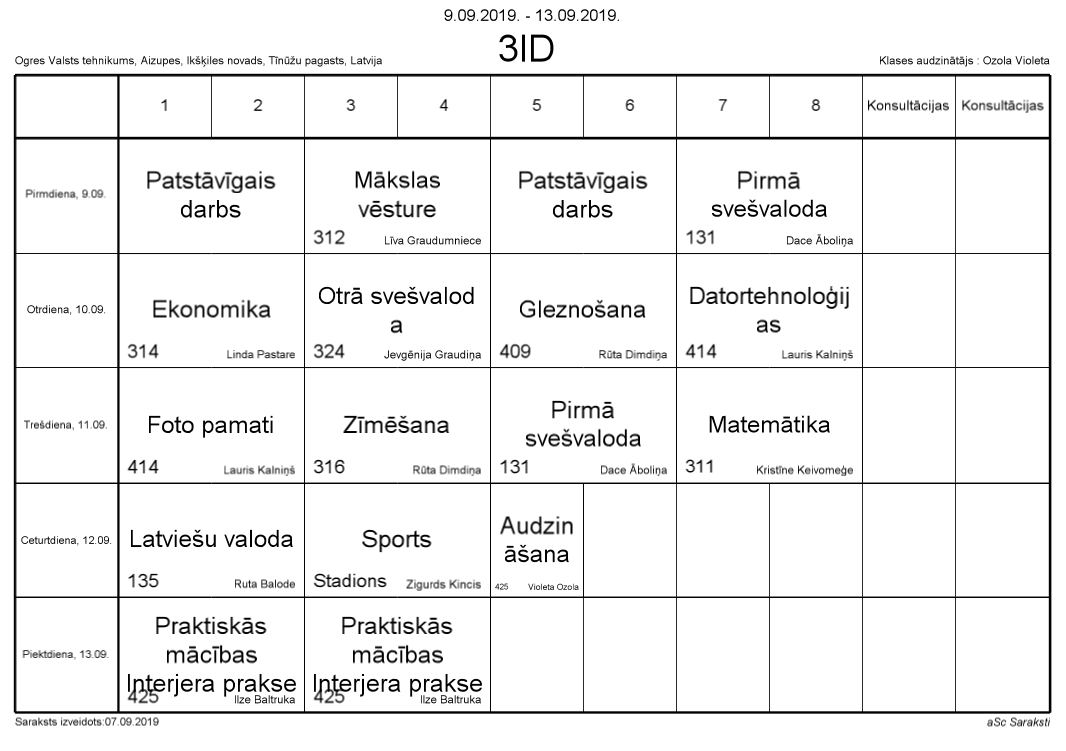 9.09.2019. - 13.09.2019.
3ID
Ogres Valsts tehnikums, Aizupes, Ikšķiles novads, Tīnūžu pagasts, Latvija
Klases audzinātājs : Ozola Violeta
1 2 3 4 5 6 7 8 Konsultācijas Konsultācijas
Pirmdiena, 9.09.
Patstāvīgais
darbs
Mākslas
vēsture
312 Līva Graudumniece
Patstāvīgais
darbs
Pirmā
svešvaloda
131 Dace Āboliņa
Otrdiena, 10.09.
Ekonomika
314 Linda Pastare
Otrā svešvalod
a
324 Jevgēnija Graudiņa
Gleznošana
409 Rūta Dimdiņa
Datortehnoloģij
as
414 Lauris Kalniņš
Trešdiena, 11.09.
Foto pamati
414 Lauris Kalniņš
Zīmēšana
316 Rūta Dimdiņa
Pirmā
svešvaloda
131 Dace Āboliņa
Matemātika
311 Kristīne Keivomeģe
Ceturtdiena, 12.09.
Latviešu valoda
135 Ruta Balode
Sports
Stadions Zigurds Kincis
Audzin
āšana
425 Violeta Ozola
Piektdiena, 13.09.
Praktiskās
mācības
Interjera prakse
425 Ilze Baltruka
Praktiskās
mācības
Interjera prakse
425 Ilze Baltruka
Saraksts izveidots:07.09.2019
aSc Saraksti